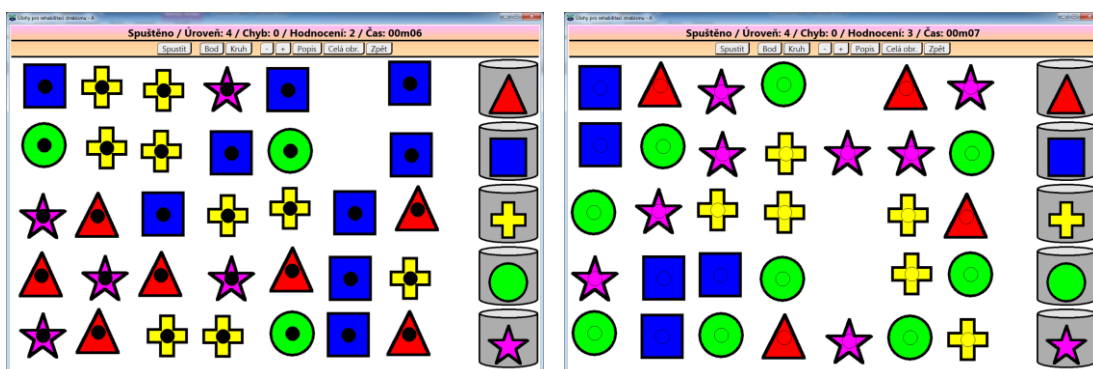 Úlohy pro rehabilitaci strabismu - A
Spuštěno / Úroveň: 4 / Chyb: 0 / Hodnocení: 2 / Čas: 00m06
Spustit Bod Kruh - + Popis Celá obr. Zpět
Úlohy pro rehabilitaci strabismu - A
Spuštěno / Úroveň: 4 / Chyb: 0 / Hodnocení: 3 / Čas: 00m07
Spustit Bod Kruh - + Popis Celá obr. Zpět